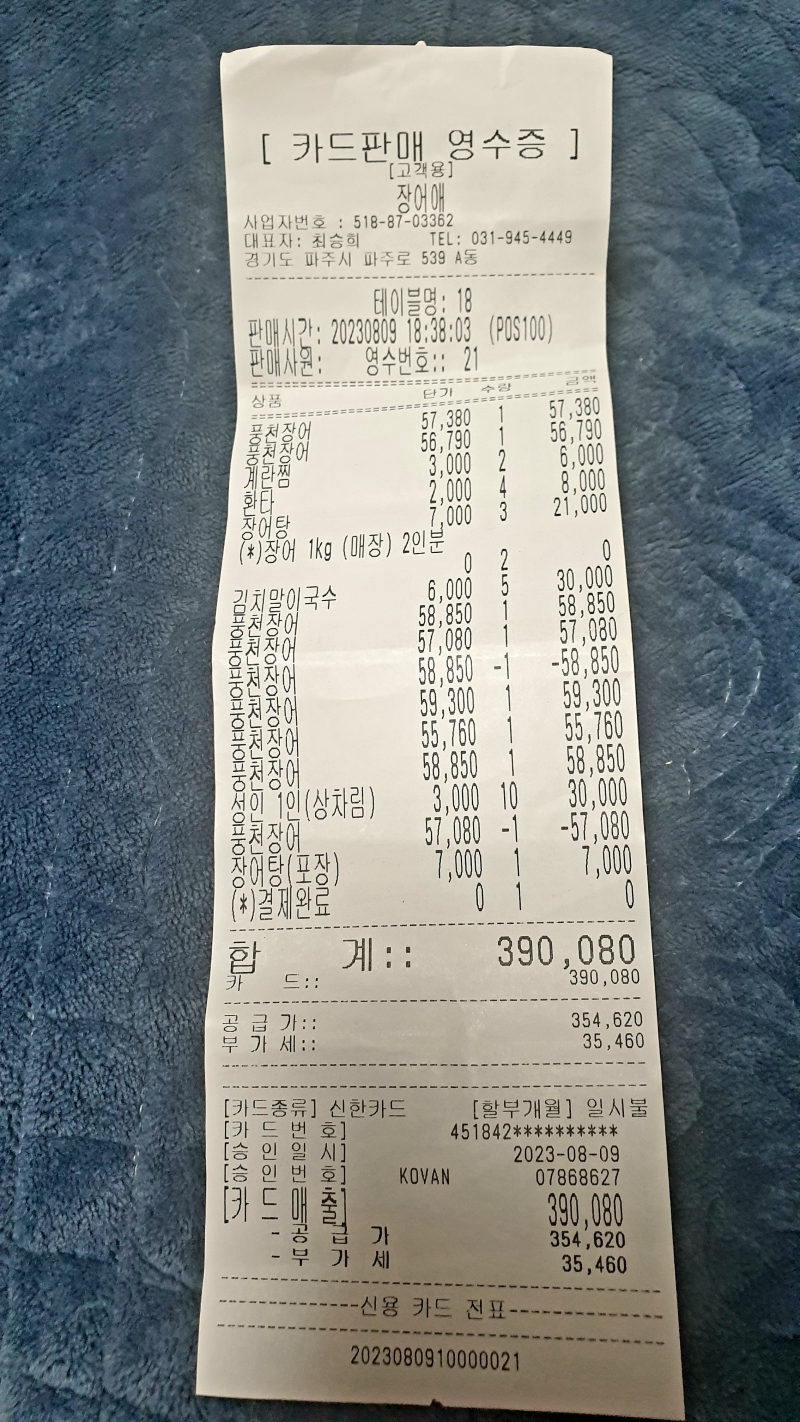 [ 카드판매 영수증 ]
[고객용]
장어애
사업자번호 : 518-87-03362
대표자: 최승희 TEL: 031-945-4449
경기도 파주시 파주로 539 A동
테이블명: 18
판매시간: 20230809 18:38:03 (POS100)
판매사원: 영수번호:: 21
상품 단가 수량 금액
풍천장어 57,380 1 57,380
풍천장어 56,790 1 56,790
계란찜 3,000 2 6,000
환타 2,000 4 8,000
장어탕 7,000 3 21,000
(*)장어 1kg (매장) 2인분
0 2 0
김치말이국수 6,000 5 30,000
풍천장어 58,850 1 58,850
풍천장어 57,080 1 57,080
풍천장어 58,850 -1 -58,850
풍천장어 59,300 1 59,300
풍천장어 55,760 1 55,760
풍천장어 58,850 1 58,850
성인 1인(상차림) 3,000 10 30,000
풍천장어 57,080 -1 -57,080
장어탕(포장) 7,000 1 7,000
(*)결제완료 0 1 0
합 계:: 390,080
카 드:: 390,080
공 급 가:: 354,620
부 가 세:: 35,460
[카드종류] 신한카드 [할부개월] 일시불
[카 드 번 호] 451842**********
[승 인 일 시] 2023-08-09
[승 인 번 호] KOVAN 07868627
[카 드 매 출] 390,080
- 공 급 가 354,620
- 부 가 세 35,460
-----------신용 카드 전표-----------
2023080910000021